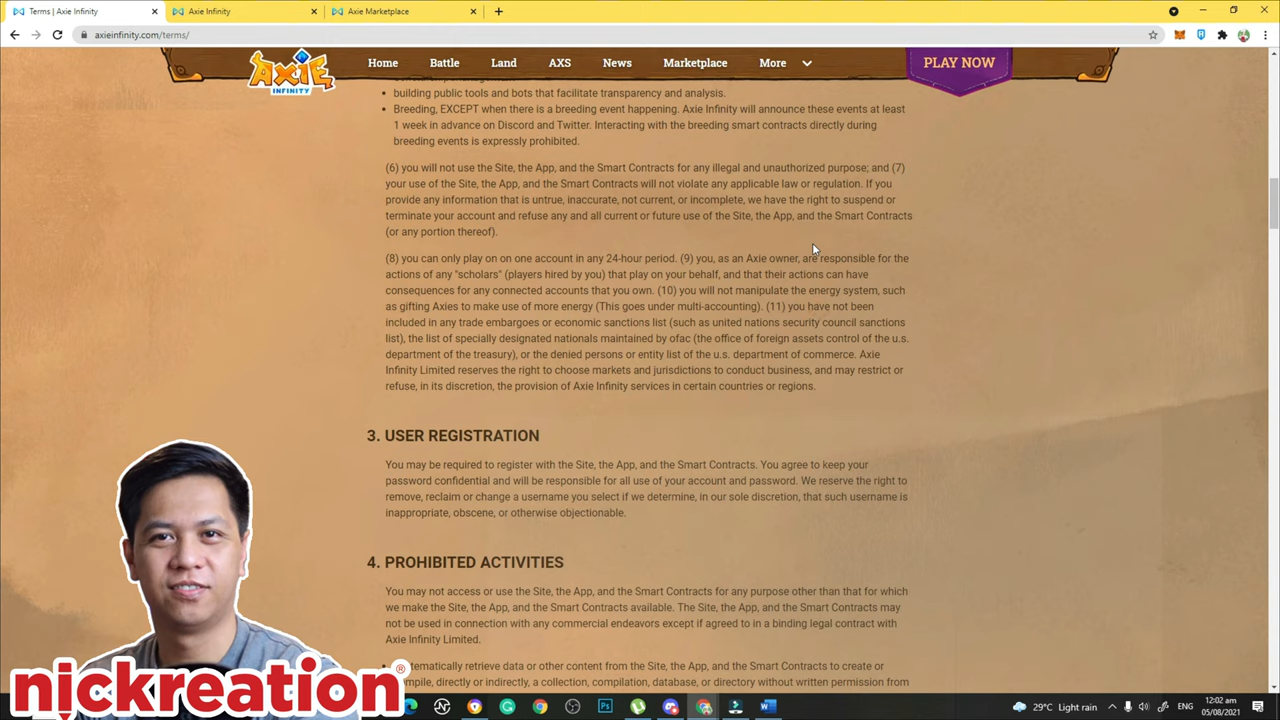 Terms | Axie Infinity
Axie Infinity
Axie Marketplace
axieinfinity.com/terms/
AXIE
INFINITY
Home
Battle
Land
AXS
News
Marketplace
More
PLAY NOW
building public tools and bots that facilitate transparency and analysis.
Breeding, EXCEPT when there is a breeding event happening. Axie Infinity will announce these events at least
1 week in advance on Discord and Twitter. Interacting with the breeding smart contracts directly during
breeding events is expressly prohibited.
(6) you will not use the Site, the App, and the Smart Contracts for any illegal and unauthorized purpose; and (7)
your use of the Site, the App, and the Smart Contracts will not violate any applicable law or regulation. If you
provide any information that is untrue, inaccurate, not current, or incomplete, we have the right to suspend or
terminate your account and refuse any and all current or future use of the Site, the App, and the Smart Contracts
(or any portion thereof).
(8) you can only play on on one account in any 24-hour period. (9) you, as an Axie owner, are responsible for the
actions of any "scholars" (players hired by you) that play on your behalf, and that their actions can have
consequences for any connected accounts that you own. (10) you will not manipulate the energy system, such
as gifting Axies to make use of more energy (This goes under multi-accounting). (11) you have not been
included in any trade embargoes or economic sanctions list (such as united nations security council sanctions
list), the list of specially designated nationals maintained by ofac (the office of foreign assets control of the u.s.
department of the treasury), or the denied persons or entity list of the u.s. department of commerce. Axie
Infinity Limited reserves the right to choose markets and jurisdictions to conduct business, and may restrict or
refuse, in its discretion, the provision of Axie Infinity services in certain countries or regions.
3. USER REGISTRATION
You may be required to register with the Site, the App, and the Smart Contracts. You agree to keep your
password confidential and will be responsible for all use of your account and password. We reserve the right to
remove, reclaim or change a username you select if we determine, in our sole discretion, that such username is
inappropriate, obscene, or otherwise objectionable.
4. PROHIBITED ACTIVITIES
You may not access or use the Site, the App, and the Smart Contracts for any purpose other than that for which
we make the Site, the App, and the Smart Contracts available. The Site, the App, and the Smart Contracts may
not be used in connection with any commercial endeavors except if agreed to in a binding legal contract with
Axie Infinity Limited.
retrieve data or other content from the Site, the App, and the Smart Contracts to create or
directly or indirectly, a collection, compilation, database, or directory without written permission from
nickreation®
29°C Light rain
ENG
12:02 am
05/08/2021